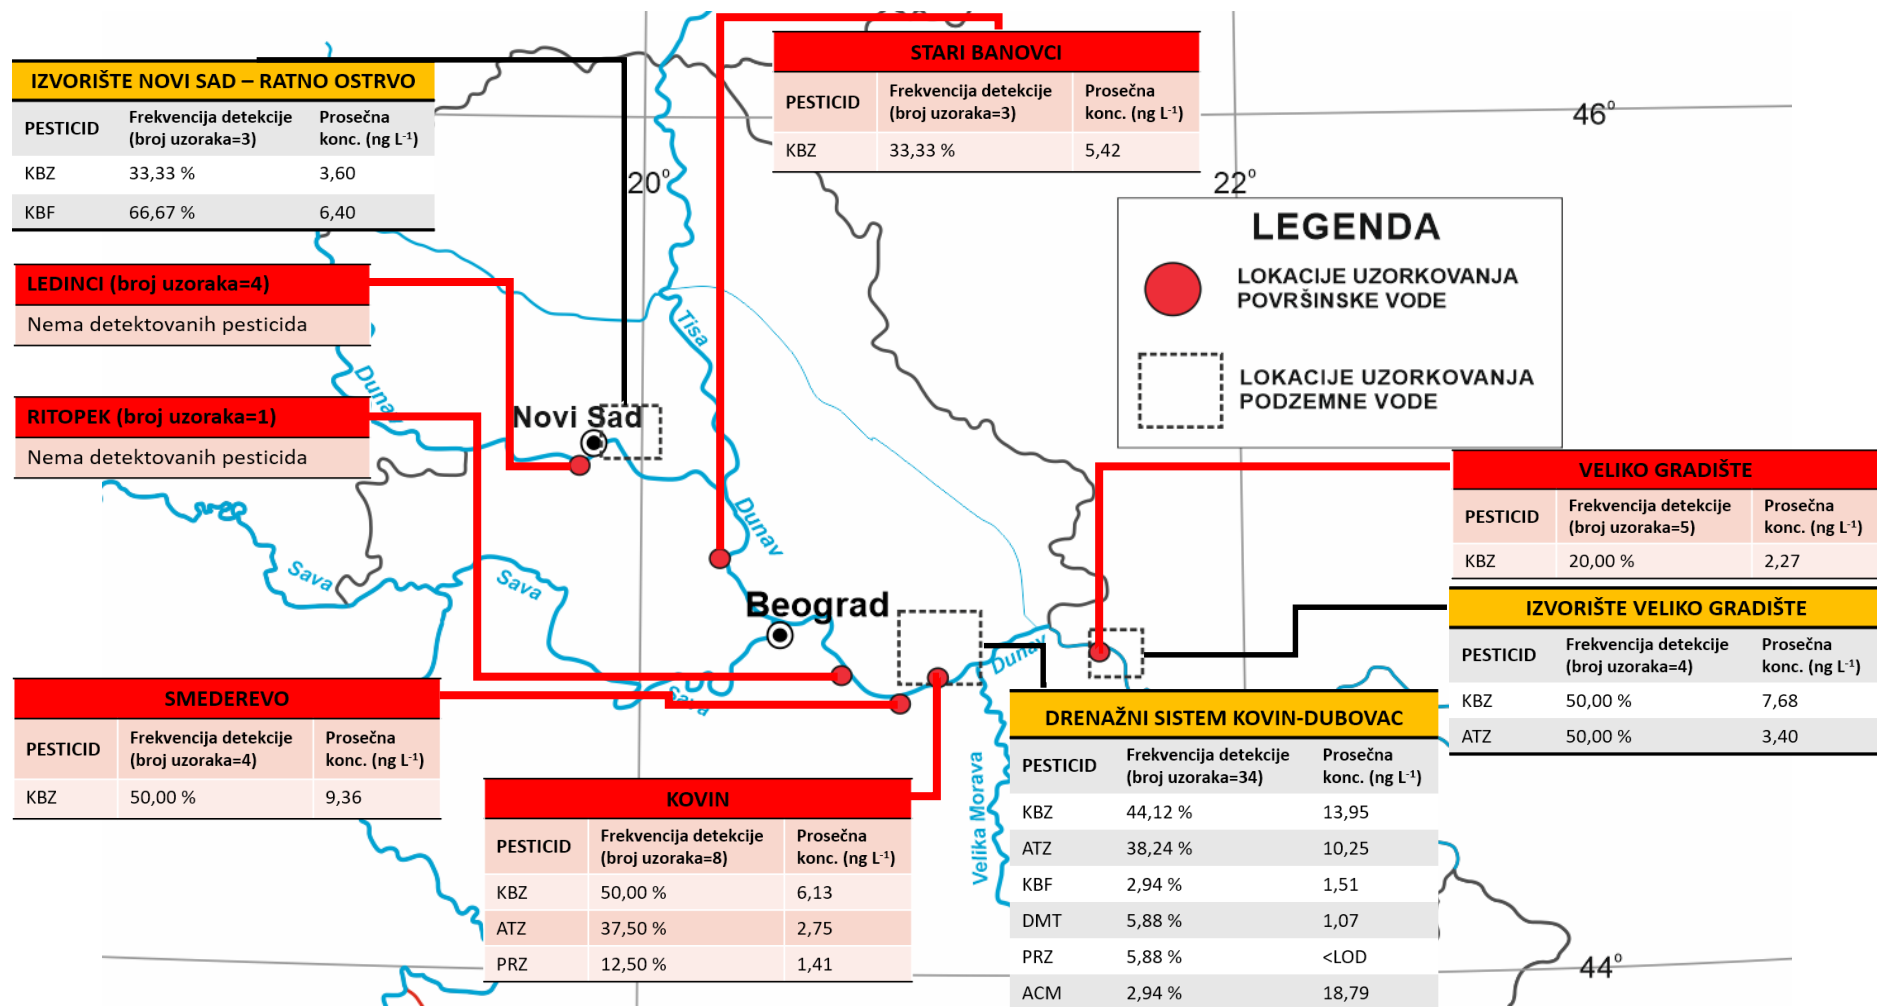 IZVORIŠTE NOVI SAD – RATNO OSTRVO
PESTICID Frekvencija detekcije (broj uzoraka=3) Prosečna konc. (ng L⁻¹)
KBZ 33,33 % 3,60
KBF 66,67 % 6,40
STARI BANOVCI
PESTICID Frekvencija detekcije (broj uzoraka=3) Prosečna konc. (ng L⁻¹)
KBZ 33,33 % 5,42
46°
20°
22°
LEGENDA
LOKACIJE UZORKOVANJA
POVRŠINSKE VODE
LOKACIJE UZORKOVANJA
PODZEMNE VODE
LEDINCI (broj uzoraka=4)
Nema detektovanih pesticida
Tisa
Dunav
RITOPEK (broj uzoraka=1)
Nema detektovanih pesticida
Novi Sad
Dunav
Sava
Sava
Beograd
VELIKO GRADIŠTE
PESTICID Frekvencija detekcije (broj uzoraka=5) Prosečna konc. (ng L⁻¹)
KBZ 20,00 % 2,27
IZVORIŠTE VELIKO GRADIŠTE
PESTICID Frekvencija detekcije (broj uzoraka=4) Prosečna konc. (ng L⁻¹)
KBZ 50,00 % 7,68
ATZ 50,00 % 3,40
Dunav
Sava
SMEDEREVO
PESTICID Frekvencija detekcije (broj uzoraka=4) Prosečna konc. (ng L⁻¹)
KBZ 50,00 % 9,36
KOVIN
PESTICID Frekvencija detekcije (broj uzoraka=8) Prosečna konc. (ng L⁻¹)
KBZ 50,00 % 6,13
ATZ 37,50 % 2,75
PRZ 12,50 % 1,41
Velika Morava
DRENAŽNI SISTEM KOVIN-DUBOVAC
PESTICID Frekvencija detekcije (broj uzoraka=34) Prosečna konc. (ng L⁻¹)
KBZ 44,12 % 13,95
ATZ 38,24 % 10,25
KBF 2,94 % 1,51
DMT 5,88 % 1,07
PRZ 5,88 % <LOD
ACM 2,94 % 18,79
44°